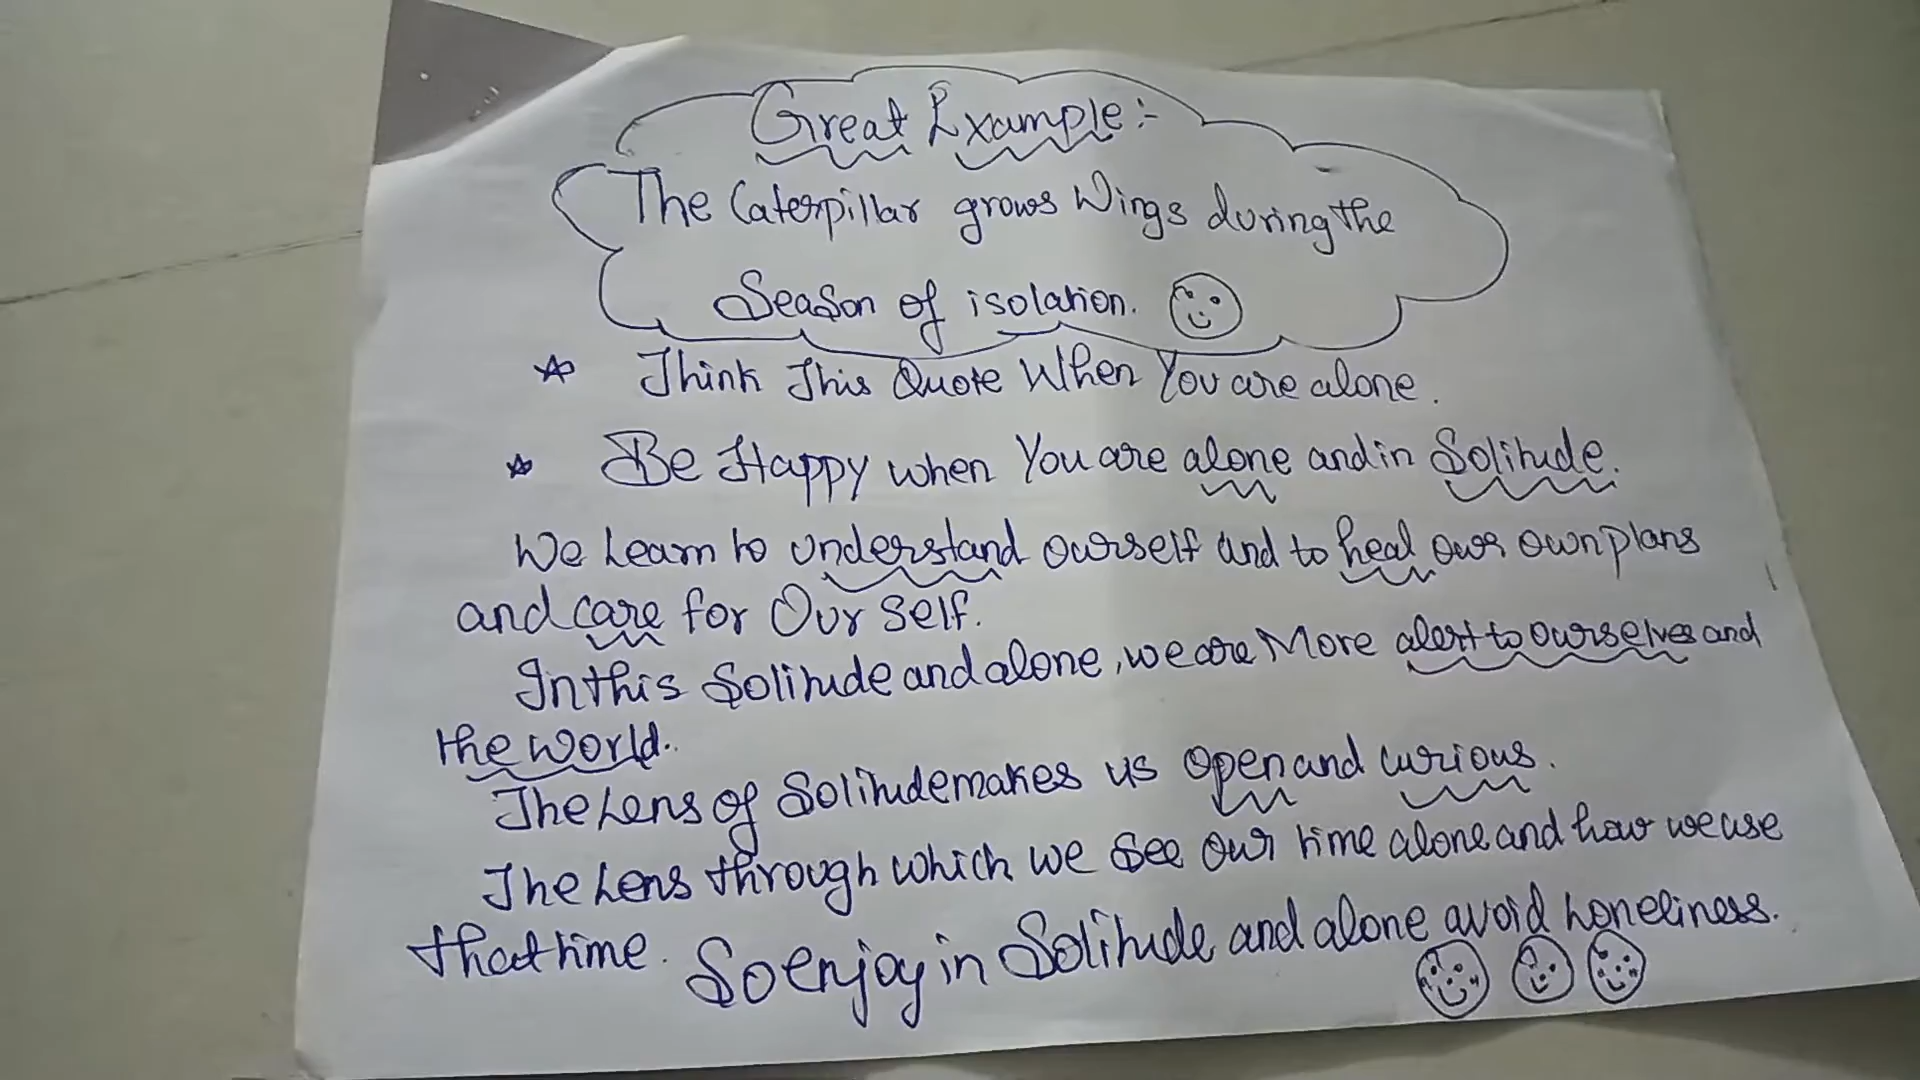 Great Example:-
The Caterpillar grows Wings during the
Season of isolation.
Think This Quote When You are alone.
Be Happy when You are alone and in Solitude.
We Learn to understand ourself and to heal our own plans
and care for Our self.
In this Solitude and alone, we are More alert to ourselves and
the world..
The Lens of Solitude makes us open and curious.
The Lens through which we see our time alone and how we use
that time. So enjoy in Solitude and alone avoid Loneliness.